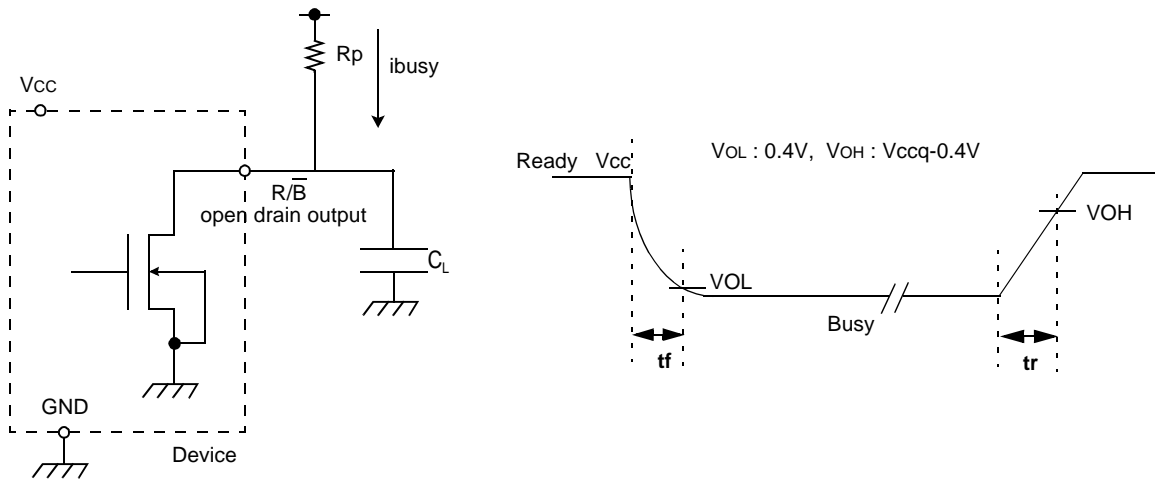 Rp
ibusy
VCC
R/B̅
open drain output
CL
GND
Device
Ready Vcc
VOL : 0.4V, VOH : Vccq-0.4V
VOH
VOL
Busy
tf
tr